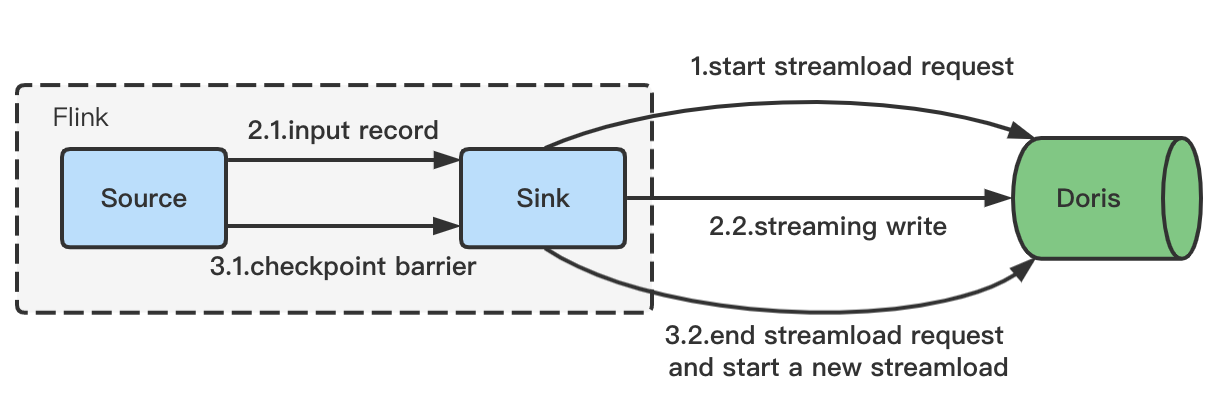 1.start streamload request
Flink
2.1.input record
Source
Sink
Doris
2.2.streaming write
3.1.checkpoint barrier
3.2.end streamload request
and start a new streamload